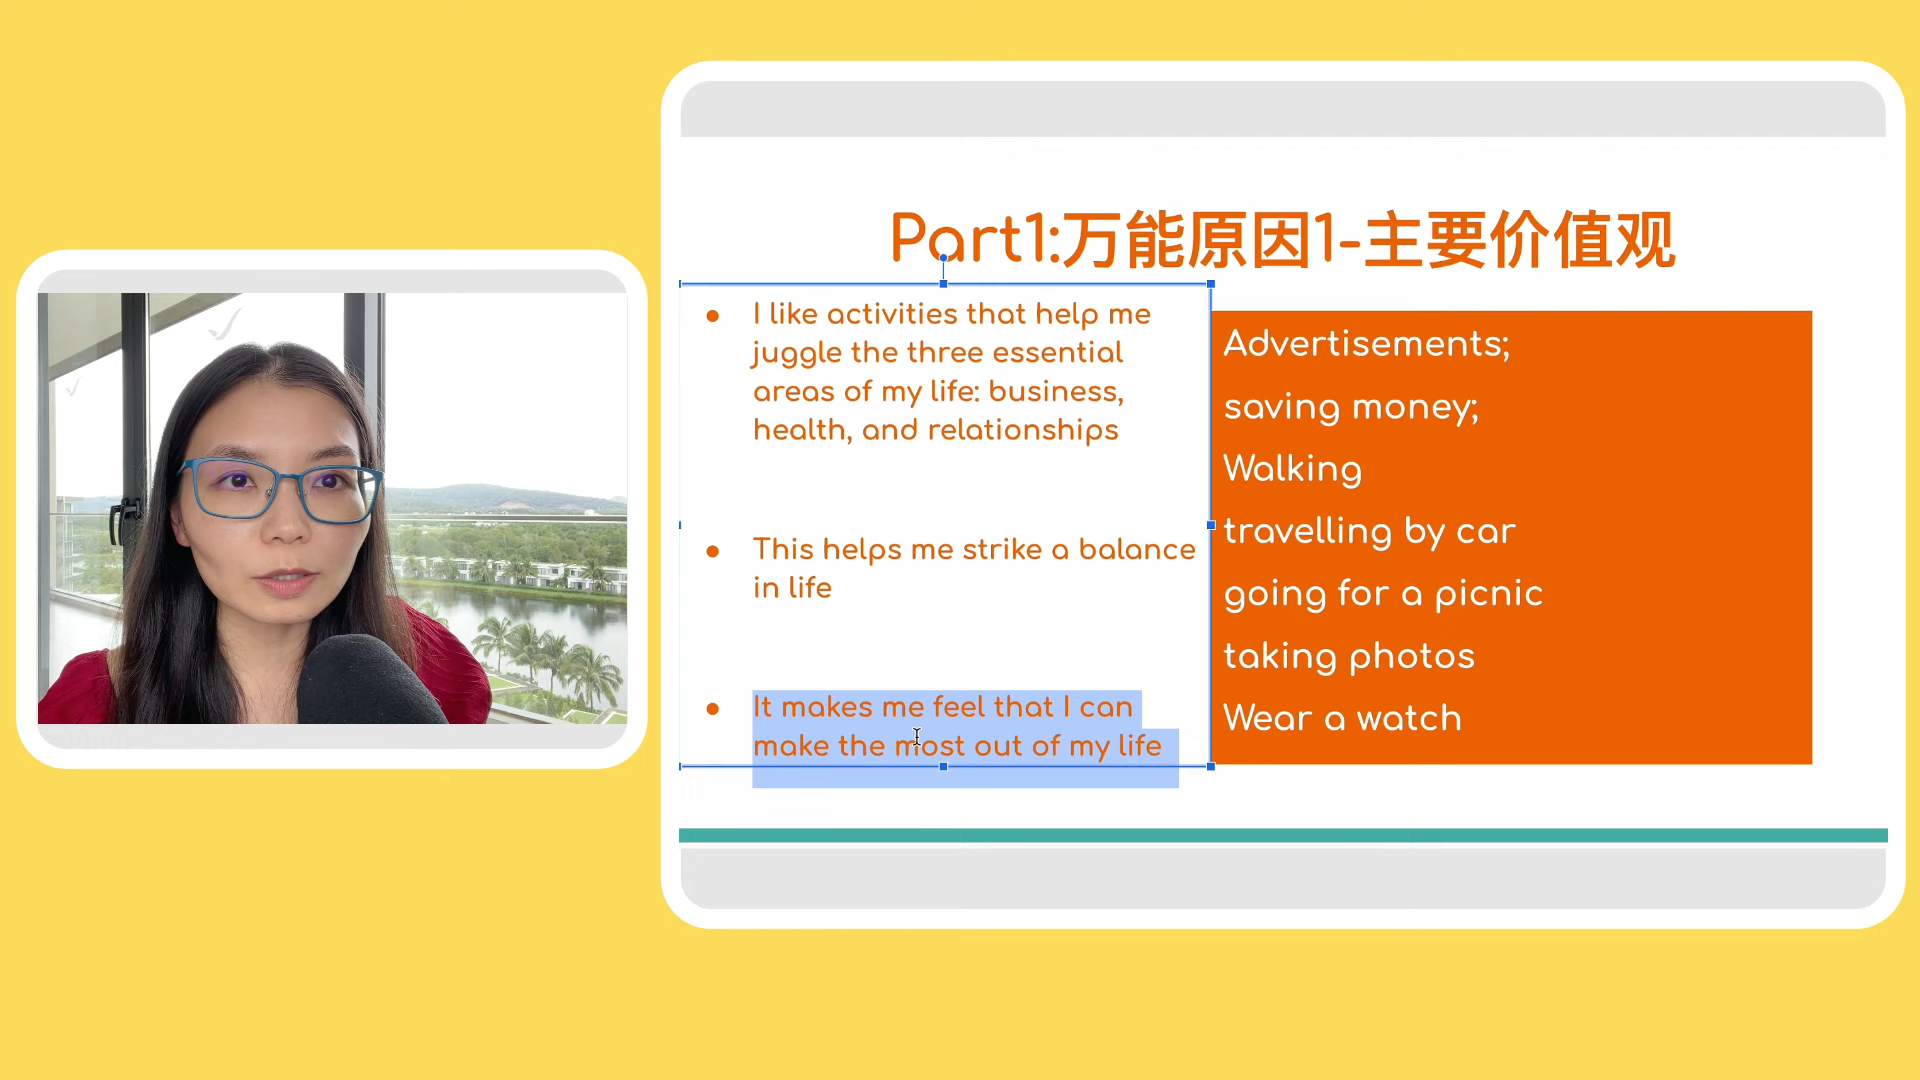 Part1:万能原因1-主要价值观
I like activities that help me
juggle the three essential
areas of my life: business,
health, and relationships
This helps me strike a balance
in life
It makes me feel that I can
make the most out of my life
Advertisements;
saving money;
Walking
travelling by car
going for a picnic
taking photos
Wear a watch